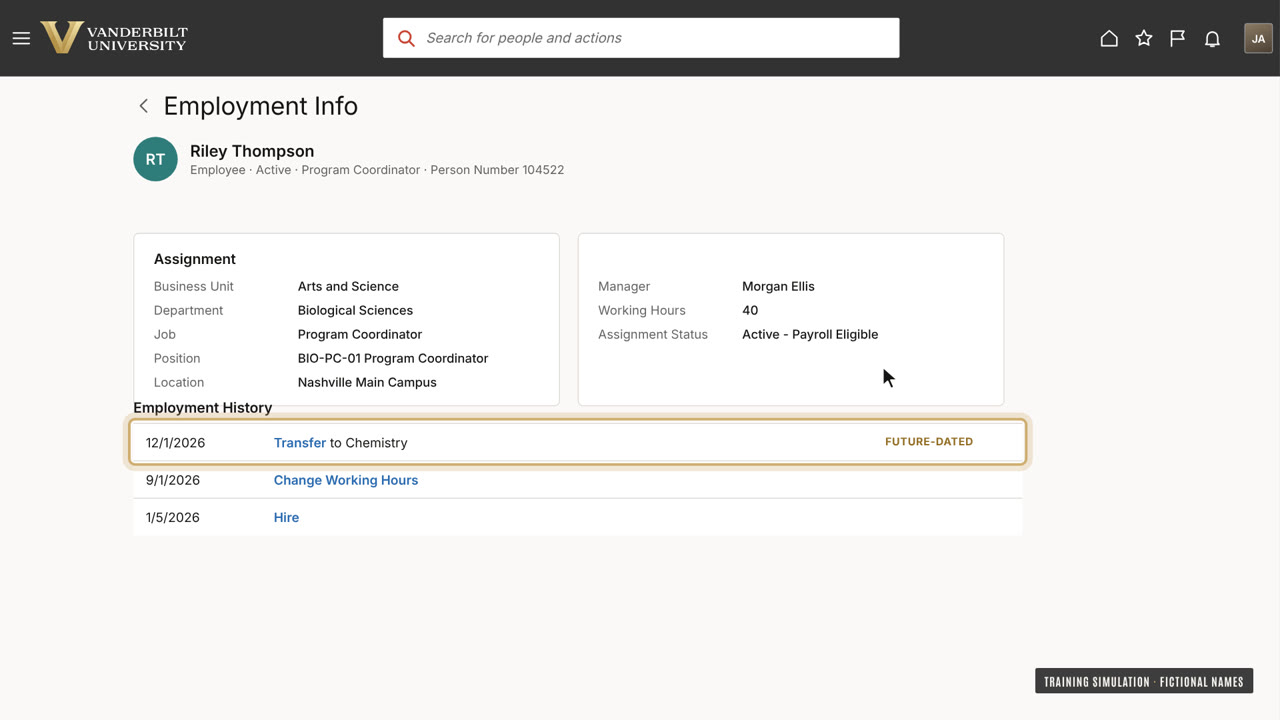 VANDERBILT
UNIVERSITY
Search for people and actions
JA
Employment Info
RT
Riley Thompson
Employee · Active · Program Coordinator · Person Number 104522
Assignment
Business Unit Arts and Science
Department Biological Sciences
Job Program Coordinator
Position BIO-PC-01 Program Coordinator
Location Nashville Main Campus
Manager Morgan Ellis
Working Hours 40
Assignment Status Active - Payroll Eligible
Employment History
12/1/2026 Transfer to Chemistry FUTURE-DATED
9/1/2026 Change Working Hours
1/5/2026 Hire
TRAINING SIMULATION · FICTIONAL NAMES